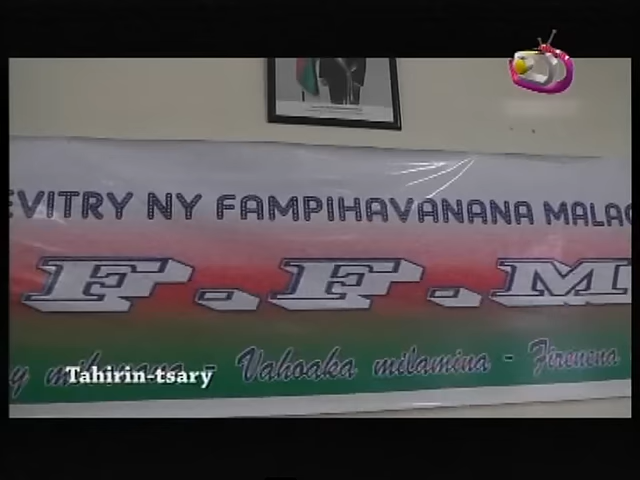 EVITRY NY FAMPIHAVANANA MALAG
F.F.M
Vahoaka milamina - Firenena
Tahirin-tsary